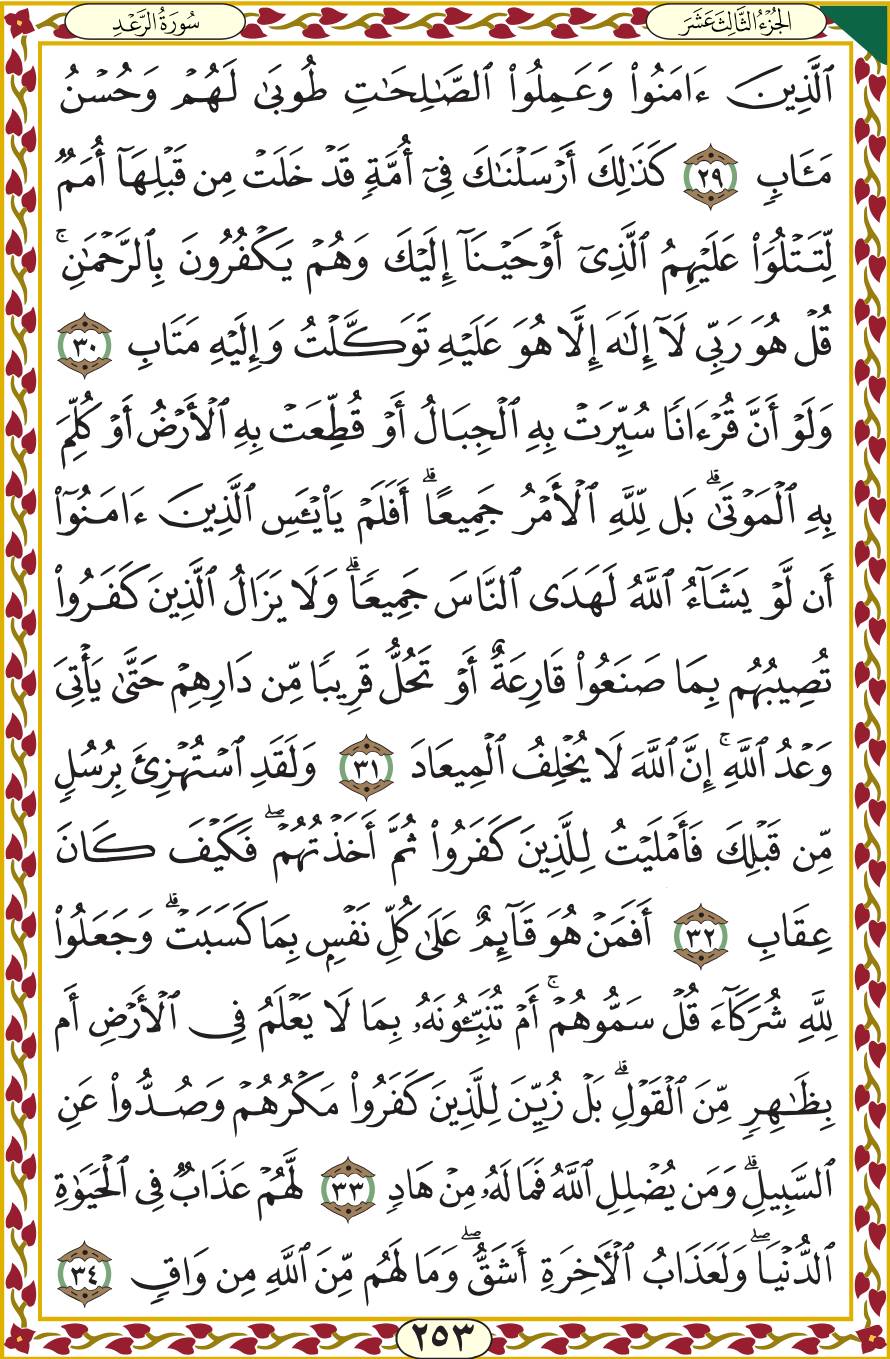 الجُزْءُ الثَّالِثَ عَشَرَ
سُورَةُ الرَّعْدِ
ٱلَّذِينَ ءَامَنُوا۟ وَعَمِلُوا۟ ٱلصَّـٰلِحَـٰتِ طُوبَىٰ لَهُمْ وَحُسْنُ
مَـَٔابٍ ٢٩ كَذَٰلِكَ أَرْسَلْنَـٰكَ فِىٓ أُمَّةٍ قَدْ خَلَتْ مِن قَبْلِهَآ أُمَمٌ
لِّتَتْلُوَا۟ عَلَيْهِمُ ٱلَّذِىٓ أَوْحَيْنَآ إِلَيْكَ وَهُمْ يَكْفُرُونَ بِٱلرَّحْمَـٰنِ ۚ
قُلْ هُوَ رَبِّى لَآ إِلَـٰهَ إِلَّا هُوَ عَلَيْهِ تَوَكَّلْتُ وَإِلَيْهِ مَتَابِ ٣٠
وَلَوْ أَنَّ قُرْءَانًا سُيِّرَتْ بِهِ ٱلْجِبَالُ أَوْ قُطِّعَتْ بِهِ ٱلْأَرْضُ أَوْ كُلِّمَ
بِهِ ٱلْمَوْتَىٰ ۗ بَل لِّلَّهِ ٱلْأَمْرُ جَمِيعًا ۗ أَفَلَمْ يَا۟يْـَٔسِ ٱلَّذِينَ ءَامَنُوٓا۟
أَن لَّوْ يَشَآءُ ٱللَّهُ لَهَدَى ٱلنَّاسَ جَمِيعًا ۗ وَلَا يَزَالُ ٱلَّذِينَ كَفَرُوا۟
تُصِيبُهُم بِمَا صَنَعُوا۟ قَارِعَةٌ أَوْ تَحُلُّ قَرِيبًا مِّن دَارِهِمْ حَتَّىٰ يَأْتِىَ
وَعْدُ ٱللَّهِ ۚ إِنَّ ٱللَّهَ لَا يُخْلِفُ ٱلْمِيعَادَ ٣١ وَلَقَدِ ٱسْتُهْزِئَ بِرُسُلٍ
مِّن قَبْلِكَ فَأَمْلَيْتُ لِلَّذِينَ كَفَرُوا۟ ثُمَّ أَخَذْتُهُمْ ۖ فَكَيْفَ كَانَ
عِقَابِ ٣٢ أَفَمَنْ هُوَ قَآئِمٌ عَلَىٰ كُلِّ نَفْسٍۭ بِمَا كَسَبَتْ ۗ وَجَعَلُوا۟
لِلَّهِ شُرَكَآءَ قُلْ سَمُّوهُمْ ۚ أَمْ تُنَبِّـُٔونَهُۥ بِمَا لَا يَعْلَمُ فِى ٱلْأَرْضِ أَم
بِظَـٰهِرٍ مِّنَ ٱلْقَوْلِ ۗ بَلْ زُيِّنَ لِلَّذِينَ كَفَرُوا۟ مَكْرُهُمْ وَصُدُّوا۟ عَنِ
ٱلسَّبِيلِ ۗ وَمَن يُضْلِلِ ٱللَّهُ فَمَا لَهُۥ مِنْ هَادٍ ٣٣ لَّهُمْ عَذَابٌ فِى ٱلْحَيَوٰةِ
ٱلدُّنْيَا ۖ وَلَعَذَابُ ٱلْـَٔاخِرَةِ أَشَقُّ ۖ وَمَا لَهُم مِّنَ ٱللَّهِ مِن وَاقٍ ٣٤
٢٥٣